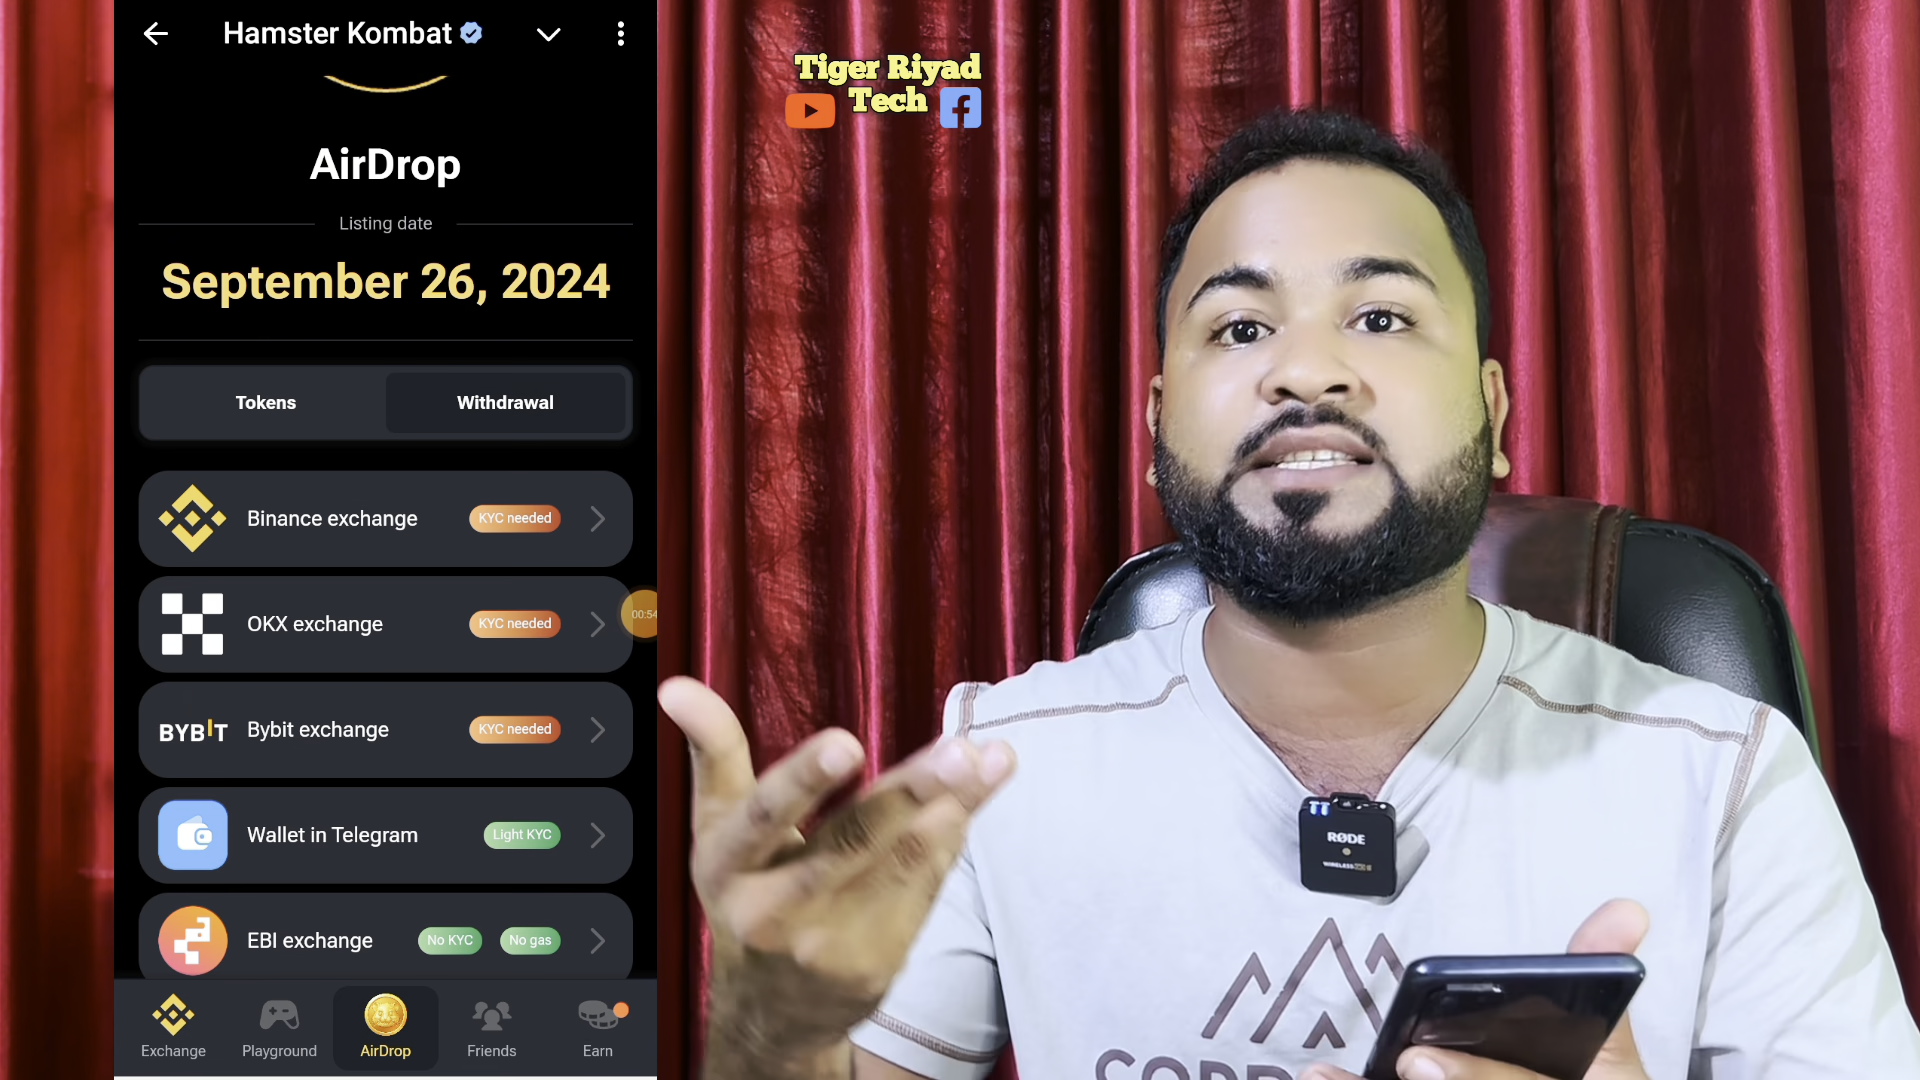 Hamster Kombat
AirDrop
Listing date
September 26, 2024
Tokens
Withdrawal
Binance exchange
KYC needed
OKX exchange
KYC needed
00:54
BYBIT
Bybit exchange
KYC needed
Wallet in Telegram
Light KYC
EBI exchange
No KYC
No gas
Exchange
Playground
AirDrop
Friends
Earn
Tiger Riyad
Tech
RØDE